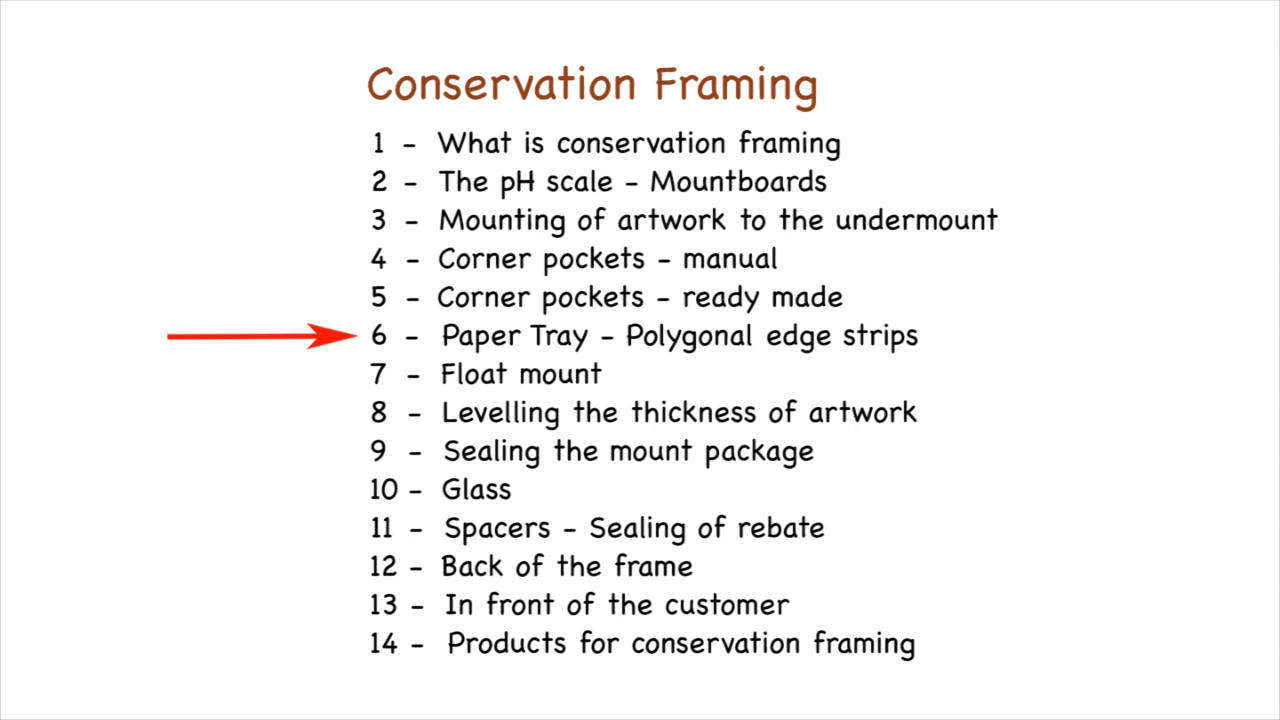 Conservation Framing
1 - What is conservation framing
2 - The pH scale - Mountboards
3 - Mounting of artwork to the undermount
4 - Corner pockets - manual
5 - Corner pockets - ready made
6 - Paper Tray - Polygonal edge strips
7 - Float mount
8 - Levelling the thickness of artwork
9 - Sealing the mount package
10 - Glass
11 - Spacers - Sealing of rebate
12 - Back of the frame
13 - In front of the customer
14 - Products for conservation framing